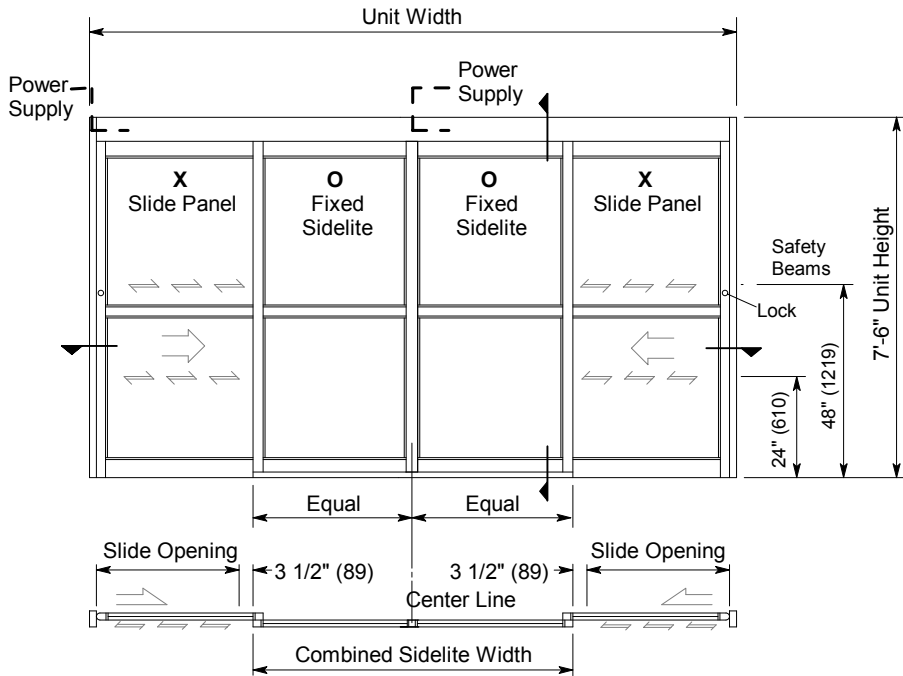 Unit Width
Power
Supply
Power
Supply
X
Slide Panel
O
Fixed
Sidelite
O
Fixed
Sidelite
X
Slide Panel
Safety
Beams
Lock
24" (610)
48" (1219)
7'-6" Unit Height
Equal
Equal
Slide Opening
3 1/2" (89)
3 1/2" (89)
Slide Opening
Center Line
Combined Sidelite Width